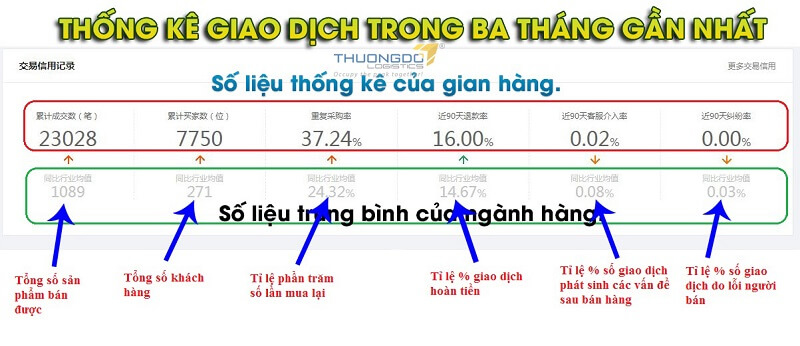 THỐNG KÊ GIAO DỊCH TRONG BA THÁNG GẦN NHẤT
THUONGDO
LOGISTICS
Occupy the peak together!
交易信用记录
更多交易信用
Số liệu thống kê của gian hàng.
累计成交数（笔） 累计买家数（位） 重复采购率 近90天退款率 近90天客服介入率 近90天纠纷率
23028 7750 37.24% 16.00% 0.02% 0.00%
同比行业均值 同比行业均值 同比行业均值 同比行业均值 同比行业均值 同比行业均值
1089 271 24.32% 14.67% 0.08% 0.03%
Số liệu trung bình của ngành hàng.
Tổng số sản
phẩm bán
được
Tổng số khách
hàng
Tỉ lệ phần trăm
số lần mua lại
Tỉ lệ % giao dịch
hoàn tiền
Tỉ lệ % số giao dịch
phát sinh các vấn đề
sau bán hàng
Tỉ lệ % số giao
dịch do lỗi người
bán